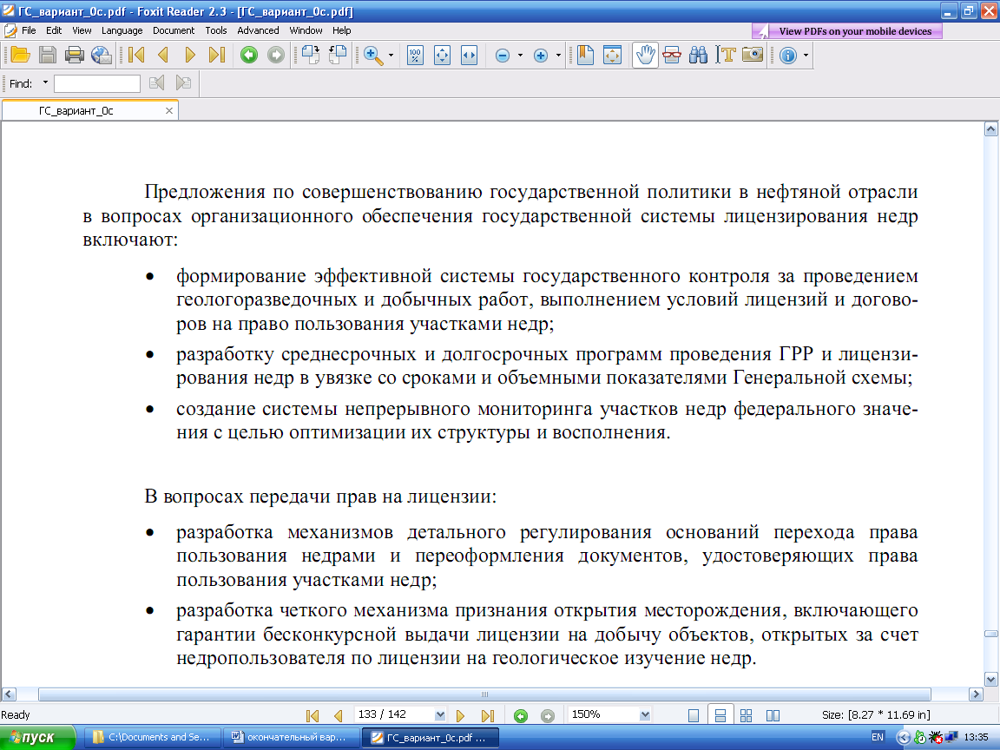 ГС_вариант_0с.pdf - Foxit Reader 2.3 - [ГС_вариант_0с.pdf]
File Edit View Language Document Tools Advanced Window Help
View PDFs on your mobile devices
100 %
Find:
ГС_вариант_0с
Предложения по совершенствованию государственной политики в нефтяной отрасли
в вопросах организационного обеспечения государственной системы лицензирования недр
включают:
• формирование эффективной системы государственного контроля за проведением
геологоразведочных и добычных работ, выполнением условий лицензий и догово-
ров на право пользования участками недр;
• разработку среднесрочных и долгосрочных программ проведения ГРР и лицензи-
рования недр в увязке со сроками и объемными показателями Генеральной схемы;
• создание системы непрерывного мониторинга участков недр федерального значе-
ния с целью оптимизации их структуры и восполнения.
В вопросах передачи прав на лицензии:
• разработка механизмов детального регулирования оснований перехода права
пользования недрами и переоформления документов, удостоверяющих права
пользования участками недр;
• разработка четкого механизма признания открытия месторождения, включающего
гарантии бесконкурсной выдачи лицензии на добычу объектов, открытых за счет
недропользователя по лицензии на геологическое изучение недр.
Ready 133 / 142 150% Size: [8.27 * 11.69 in]
пуск C:\Documents and Se... окончательный вар... ГС_вариант_0с.pdf ... EN 13:35